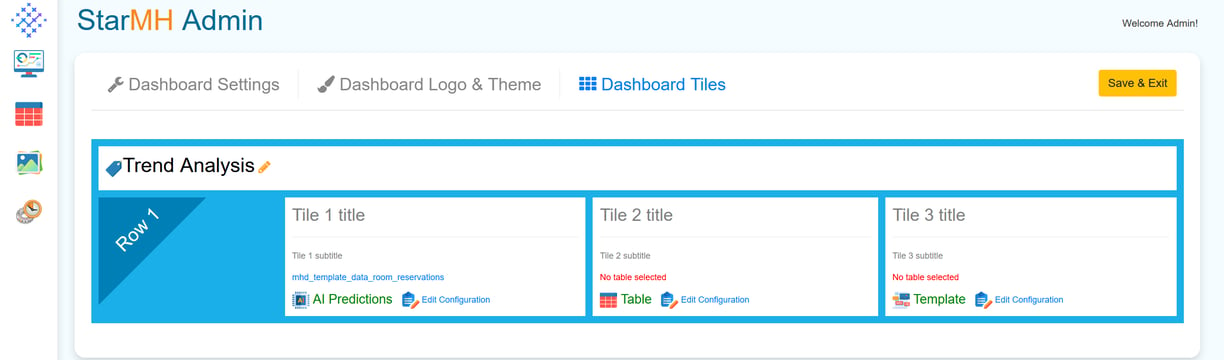 StarMH Admin
Welcome Admin!
Dashboard Settings
Dashboard Logo & Theme
Dashboard Tiles
Save & Exit
Trend Analysis
Row 1
Tile 1 title
Tile 1 subtitle
mhd_template_data_room_reservations
AI Predictions Edit Configuration
Tile 2 title
Tile 2 subtitle
No table selected
Table Edit Configuration
Tile 3 title
Tile 3 subtitle
No table selected
Template Edit Configuration